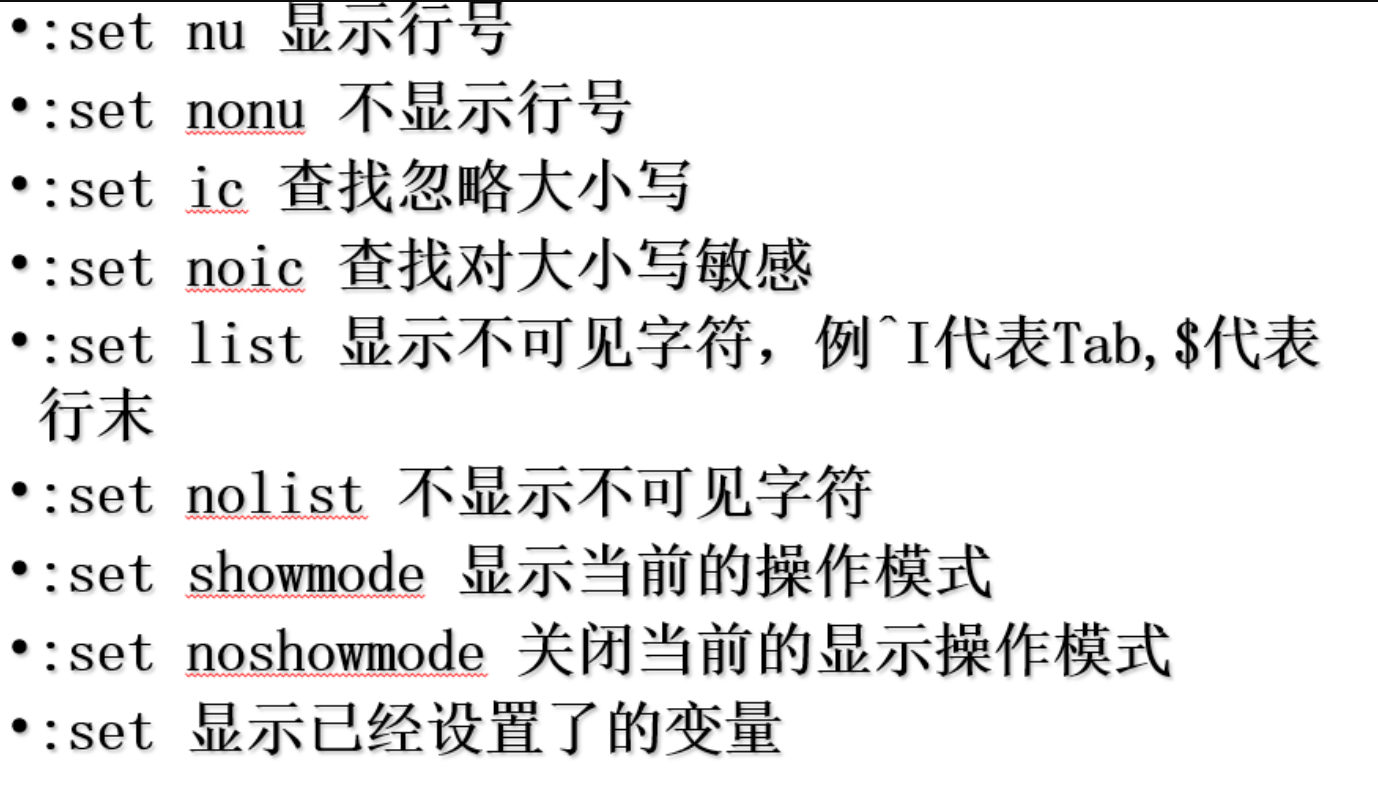 •:set nu 显示行号
•:set nonu 不显示行号
•:set ic 查找忽略大小写
•:set noic 查找对大小写敏感
•:set list 显示不可见字符，例^I代表Tab,$代表
行末
•:set nolist 不显示不可见字符
•:set showmode 显示当前的操作模式
•:set noshowmode 关闭当前的显示操作模式
•:set 显示已经设置了的变量